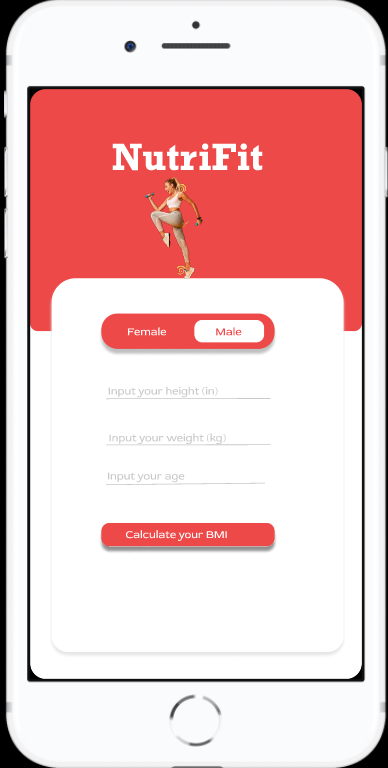 NutriFit
Female Male
Input your height (in)
Input your weight (kg)
Input your age
Calculate your BMI